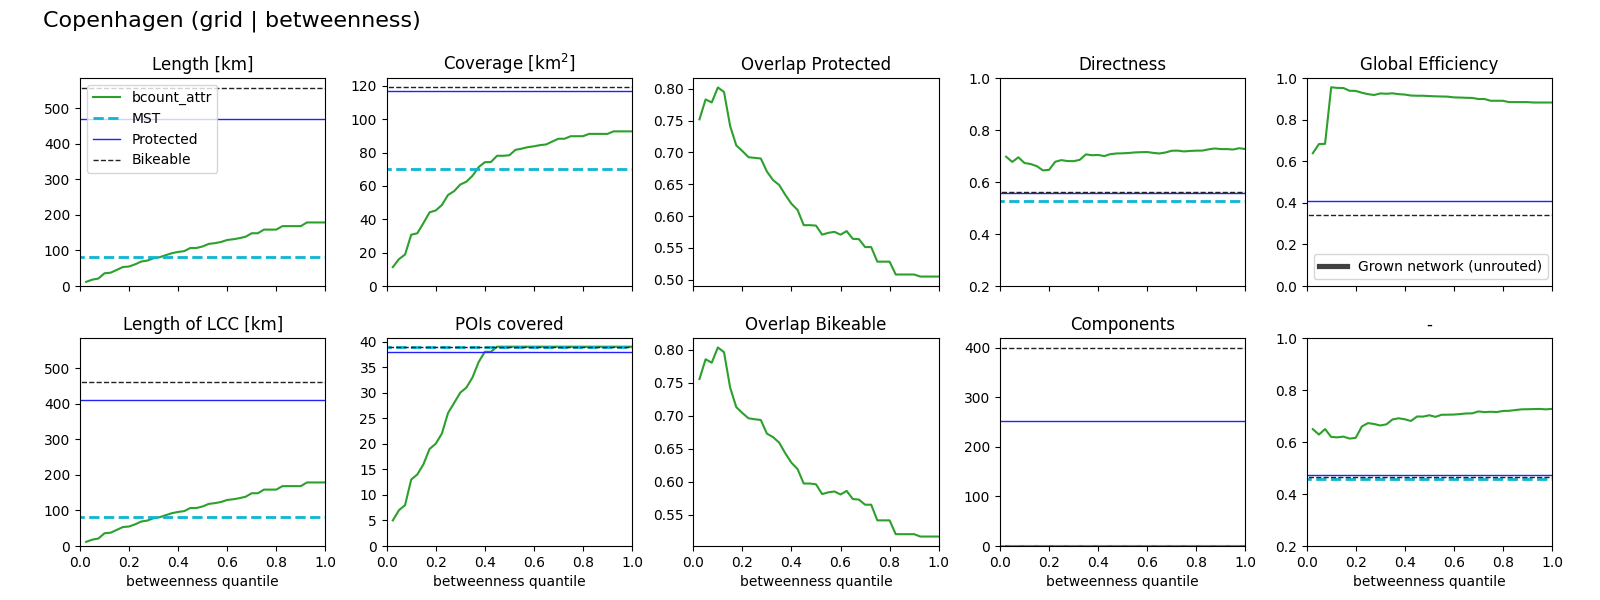 Copenhagen (grid | betweenness)
Length [km]
Coverage [km²]
Overlap Protected
Directness
Global Efficiency
500
400
300
200
100
0
bcount_attr
MST
Protected
Bikeable
120
100
80
60
40
20
0
0.80
0.75
0.70
0.65
0.60
0.55
0.50
1.0
0.8
0.6
0.4
0.2
1.0
0.8
0.6
0.4
0.2
0.0
Grown network (unrouted)
Length of LCC [km]
POIs covered
Overlap Bikeable
Components
-
500
400
300
200
100
0
0.0 0.2 0.4 0.6 0.8 1.0
betweenness quantile
40
35
30
25
20
15
10
5
0
0.0 0.2 0.4 0.6 0.8 1.0
betweenness quantile
0.80
0.75
0.70
0.65
0.60
0.55
0.0 0.2 0.4 0.6 0.8 1.0
betweenness quantile
400
300
200
100
0
0.0 0.2 0.4 0.6 0.8 1.0
betweenness quantile
1.0
0.8
0.6
0.4
0.2
0.0 0.2 0.4 0.6 0.8 1.0
betweenness quantile